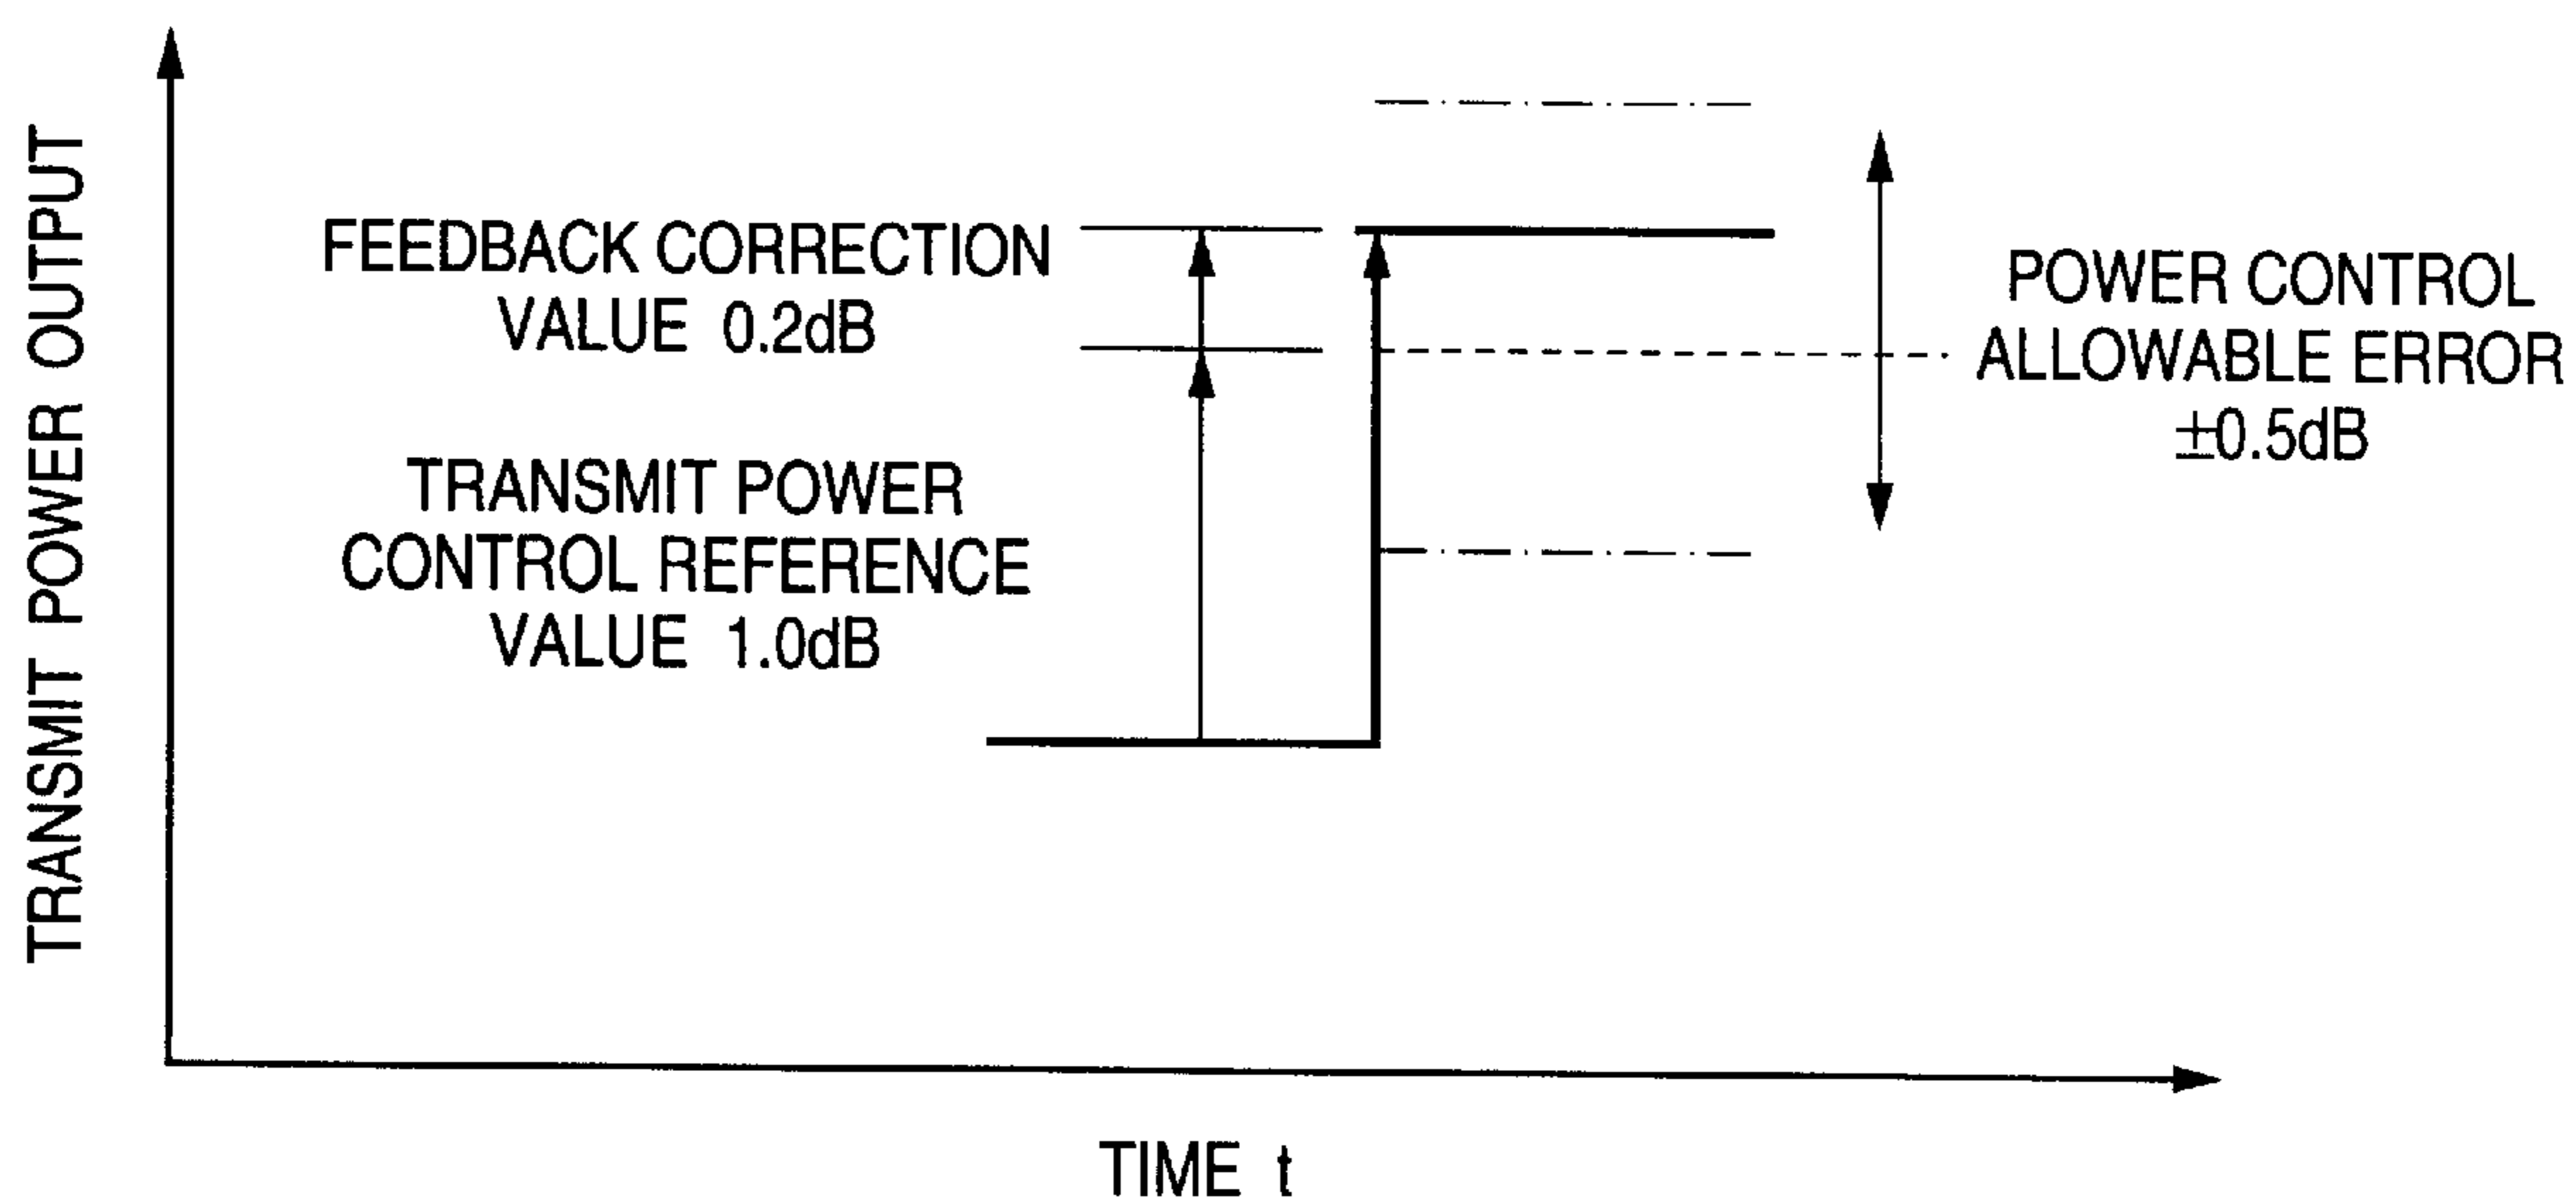 TRANSMIT POWER OUTPUT
FEEDBACK CORRECTION
VALUE 0.2dB
TRANSMIT POWER
CONTROL REFERENCE
VALUE 1.0dB
POWER CONTROL
ALLOWABLE ERROR
±0.5dB
TIME t